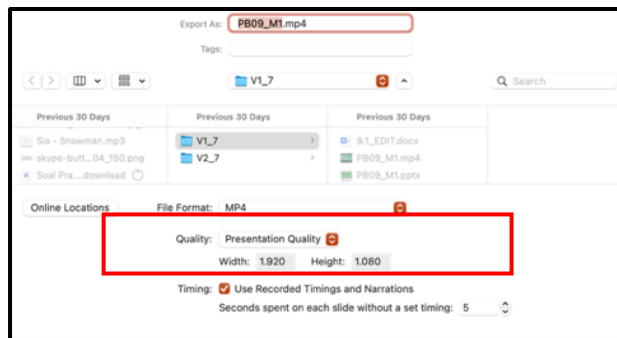 Export As: PB09_M1.mp4
Tags:
V1_7
Search
Previous 30 Days Previous 30 Days Previous 30 Days
Sia - Snowman.mp3 V1_7 9.1_EDIT.docx
skype-butt...04_150.png V2_7 PB09_M1.mp4
Soal Pra....download PB09_M1.pptx
Online Locations File Format: MP4
Quality: Presentation Quality
Width: 1.920 Height: 1.080
Timing: Use Recorded Timings and Narrations
Seconds spent on each slide without a set timing: 5